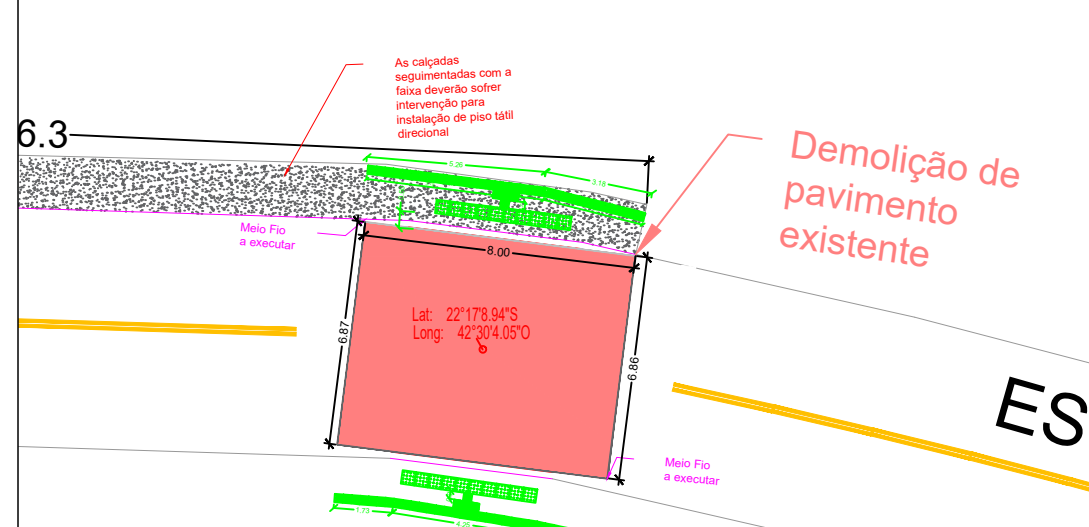 As calçadas
seguimentadas com a
faixa deverão sofrer
intervenção para
instalação de piso tátil
direcional
6.3
5.26
3.18
Demolição de
pavimento
existente
Meio Fio
a executar
8.00
Lat: 22°17'8.94"S
Long: 42°30'4.05"O
6.87
6.86
ES
Meio Fio
a executar
1.73
4.26